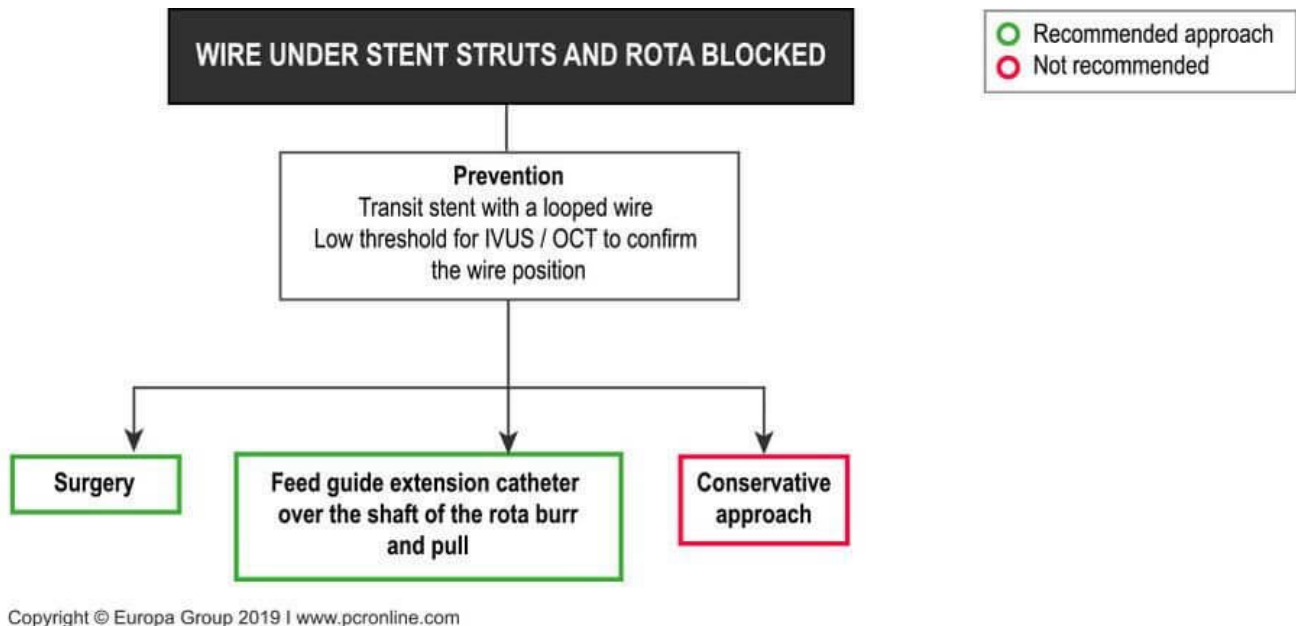 WIRE UNDER STENT STRUTS AND ROTA BLOCKED
Recommended approach
Not recommended
Prevention
Transit stent with a looped wire
Low threshold for IVUS / OCT to confirm
the wire position
Surgery
Feed guide extension catheter
over the shaft of the rota burr
and pull
Conservative
approach
Copyright © Europa Group 2019 I www.pcronline.com